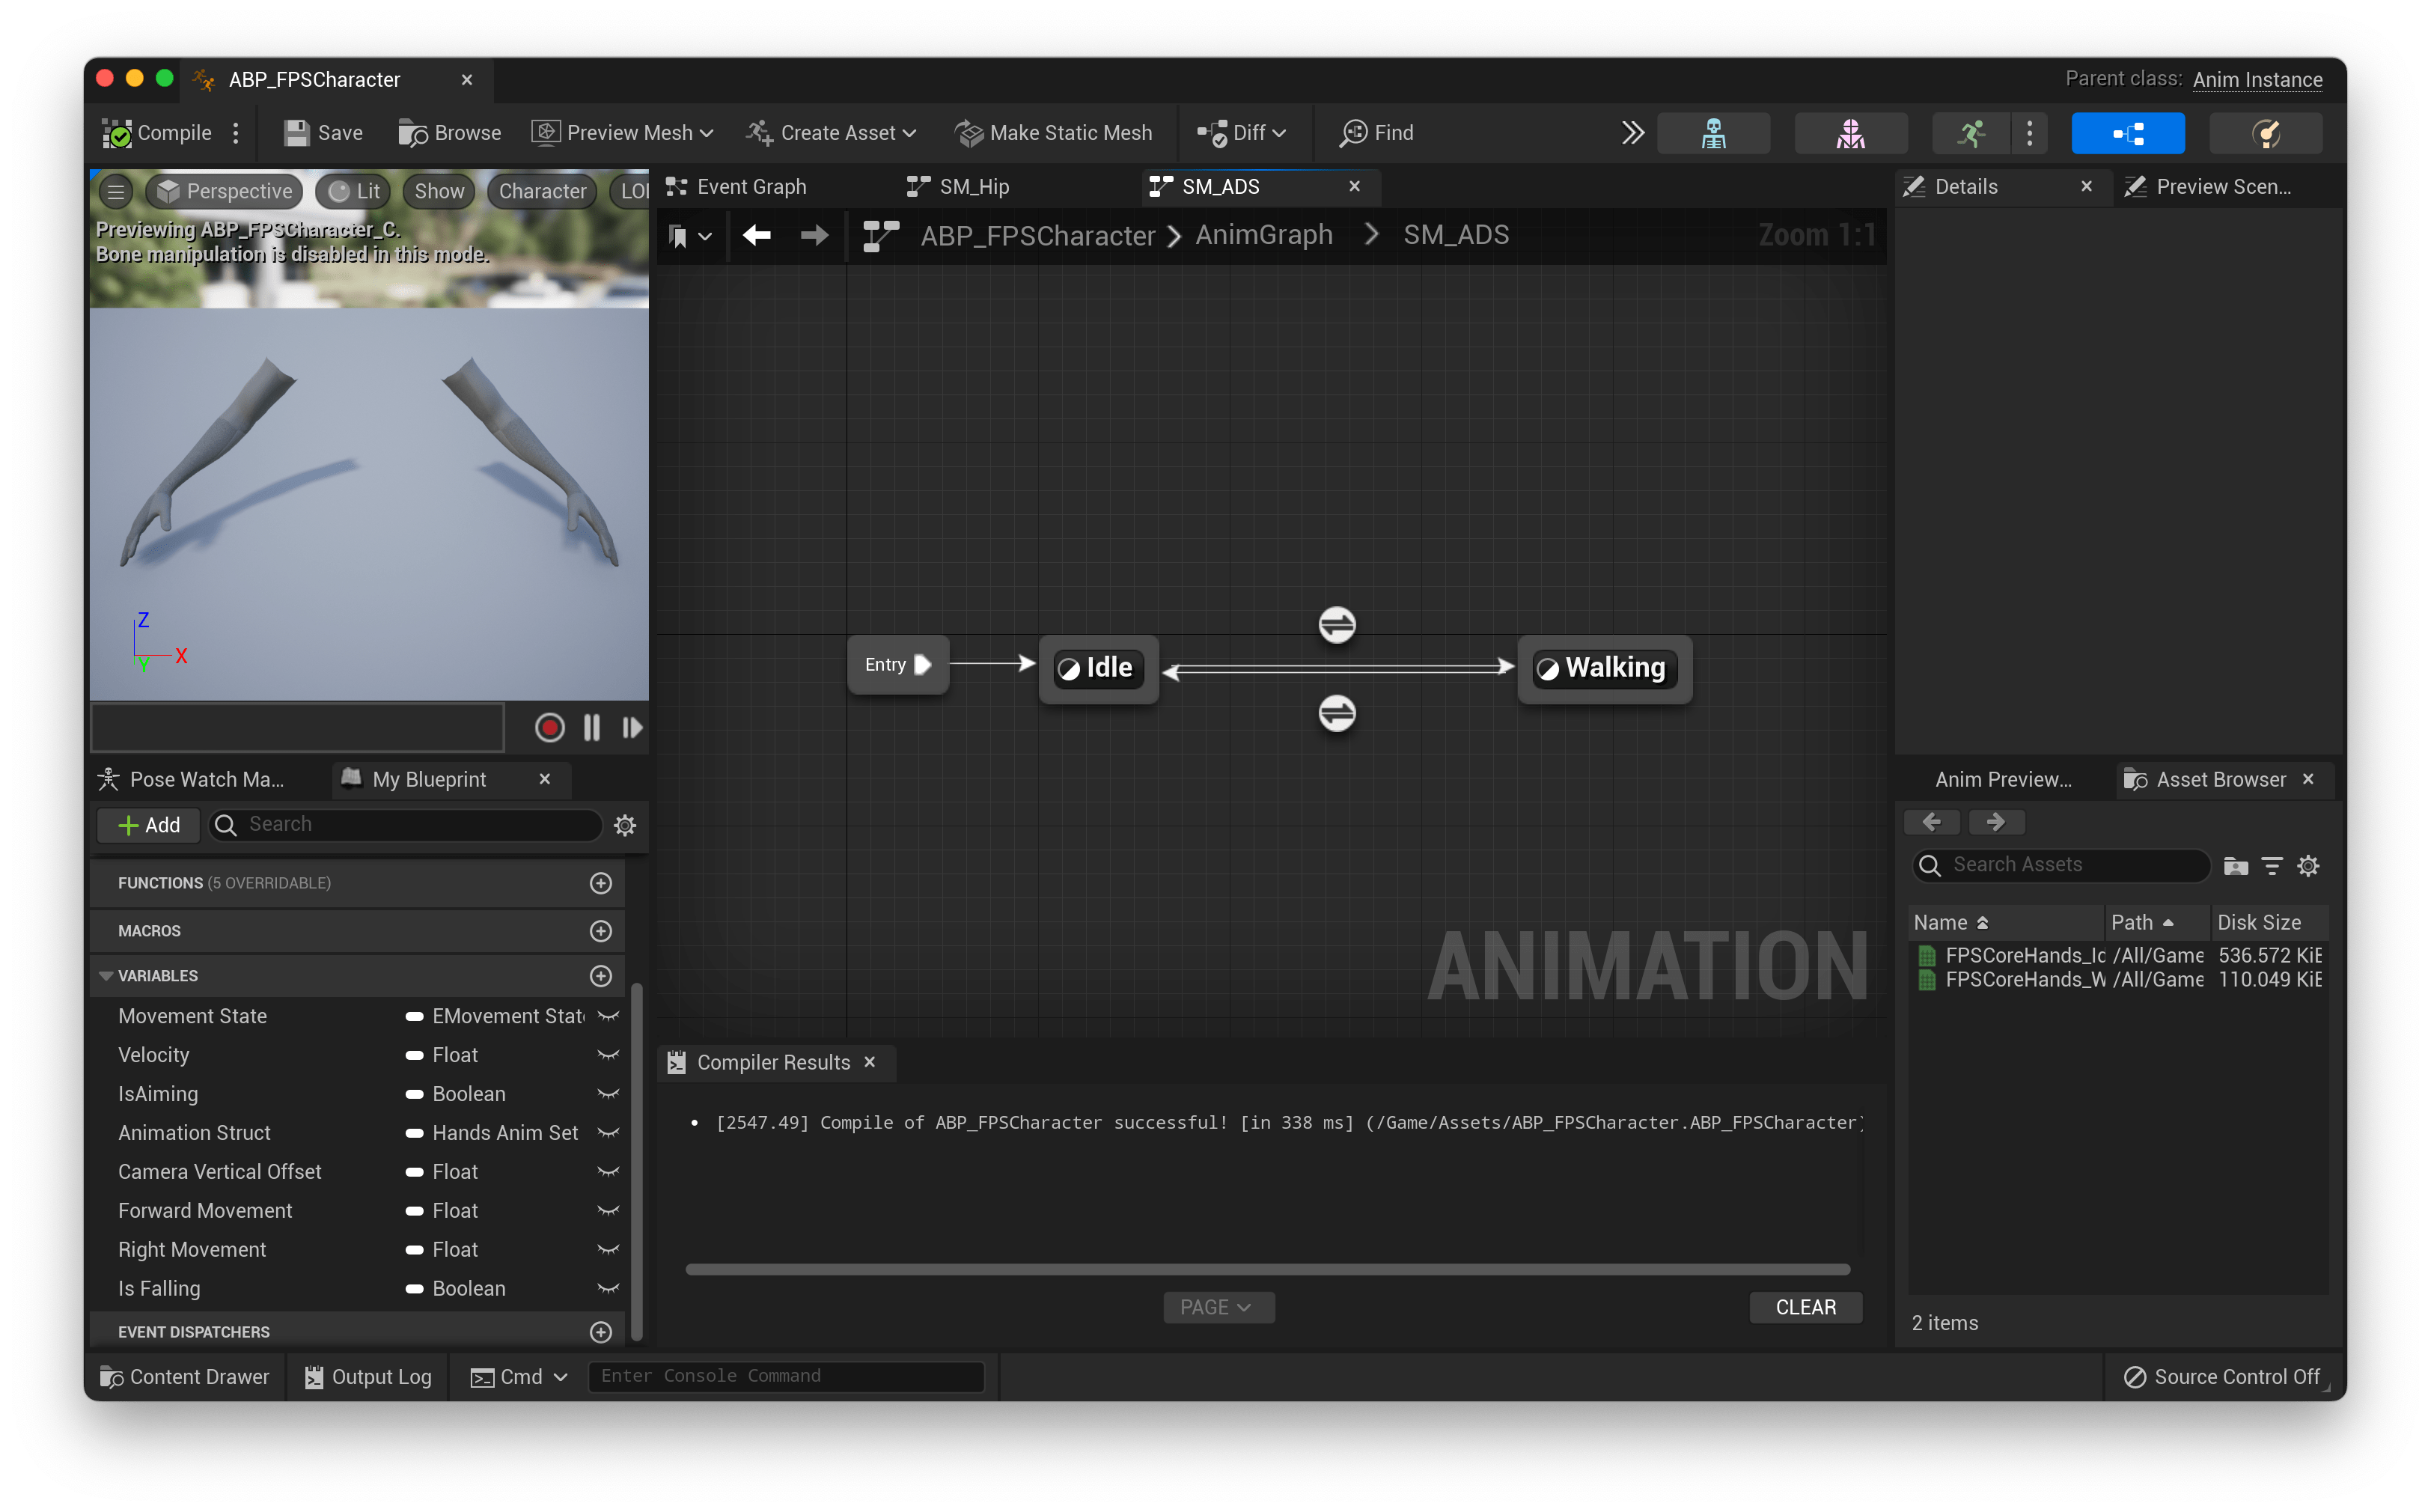 ABP_FPSCharacter
Parent class: Anim Instance
Compile
Save
Browse
Preview Mesh
Create Asset
Make Static Mesh
Diff
Find
Perspective
Lit
Show
Character
LOI
Previewing ABP_FPSCharacter_C.
Bone manipulation is disabled in this mode.
Z
X
Y
Event Graph
SM_Hip
SM_ADS
ABP_FPSCharacter > AnimGraph > SM_ADS
Zoom 1:1
Entry
Idle
Walking
ANIMATION
Details
Preview Scen...
Pose Watch Ma...
My Blueprint
Add
Search
FUNCTIONS (5 OVERRIDABLE)
MACROS
VARIABLES
Movement State EMovement Stat
Velocity Float
IsAiming Boolean
Animation Struct Hands Anim Set
Camera Vertical Offset Float
Forward Movement Float
Right Movement Float
Is Falling Boolean
EVENT DISPATCHERS
Compiler Results
[2547.49] Compile of ABP_FPSCharacter successful! [in 338 ms] (/Game/Assets/ABP_FPSCharacter.ABP_FPSCharacter)
PAGE
CLEAR
Anim Preview...
Asset Browser
Search Assets
Name Path Disk Size
FPSCoreHands_Id /All/Game 536.572 KiB
FPSCoreHands_W /All/Game 110.049 KiB
2 items
Content Drawer
Output Log
Cmd
Enter Console Command
Source Control Off